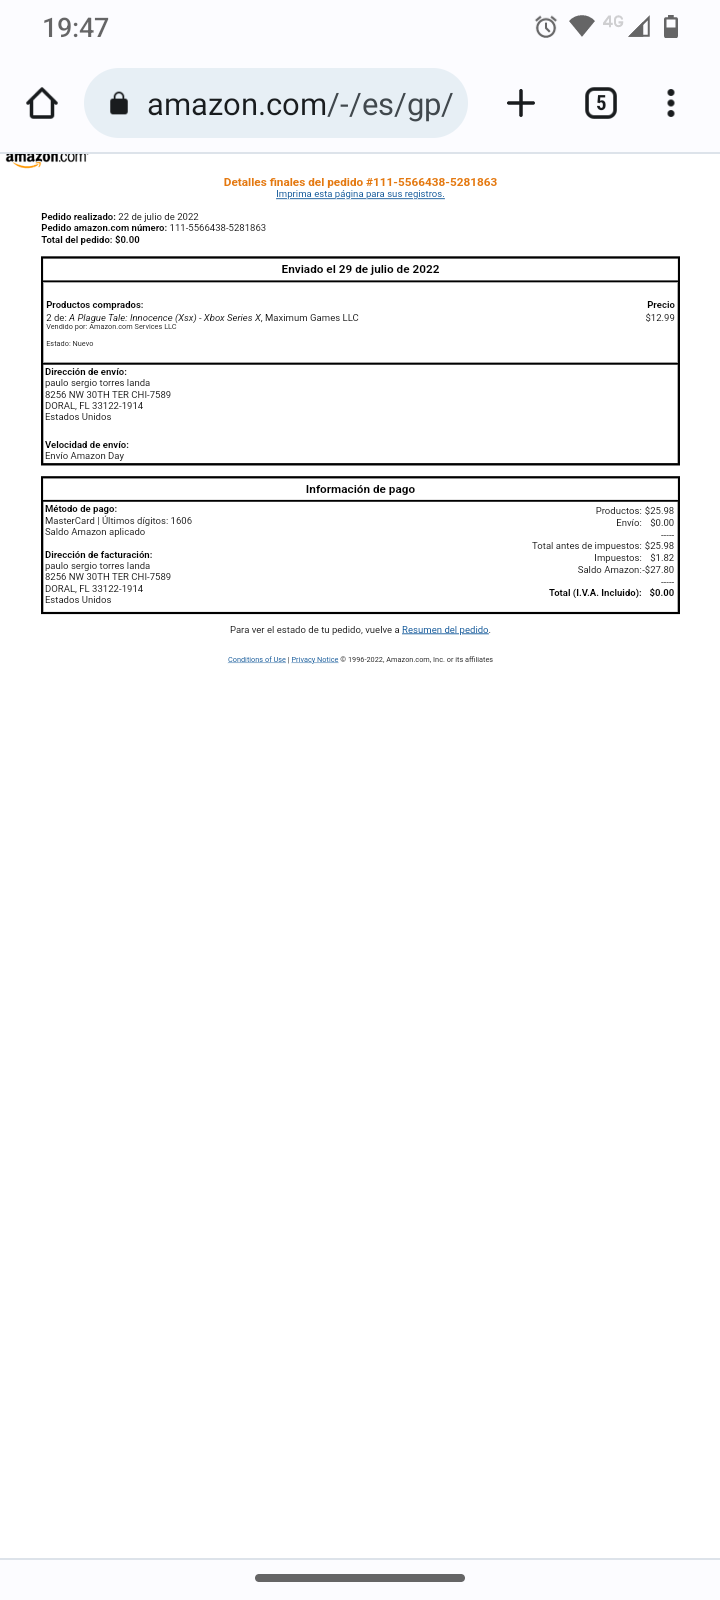 19:47
4G
amazon.com/-/es/gp/
5
amazon.com
Detalles finales del pedido #111-5566438-5281863
Imprima esta página para sus registros.
Pedido realizado: 22 de julio de 2022
Pedido amazon.com número: 111-5566438-5281863
Total del pedido: $0.00
Enviado el 29 de julio de 2022
Productos comprados: Precio
2 de: A Plague Tale: Innocence (Xsx) - Xbox Series X, Maximum Games LLC $12.99
Vendido por: Amazon.com Services LLC
Estado: Nuevo
Dirección de envío:
paulo sergio torres landa
8256 NW 30TH TER CHI-7589
DORAL, FL 33122-1914
Estados Unidos
Velocidad de envío:
Envío Amazon Day
Información de pago
Método de pago:
MasterCard | Últimos dígitos: 1606
Saldo Amazon aplicado
Dirección de facturación:
paulo sergio torres landa
8256 NW 30TH TER CHI-7589
DORAL, FL 33122-1914
Estados Unidos
Productos: $25.98
Envío: $0.00
-----
Total antes de impuestos: $25.98
Impuestos: $1.82
Saldo Amazon:-$27.80
-----
Total (I.V.A. Incluido): $0.00
Para ver el estado de tu pedido, vuelve a Resumen del pedido.
Conditions of Use | Privacy Notice © 1996-2022, Amazon.com, Inc. or its affiliates